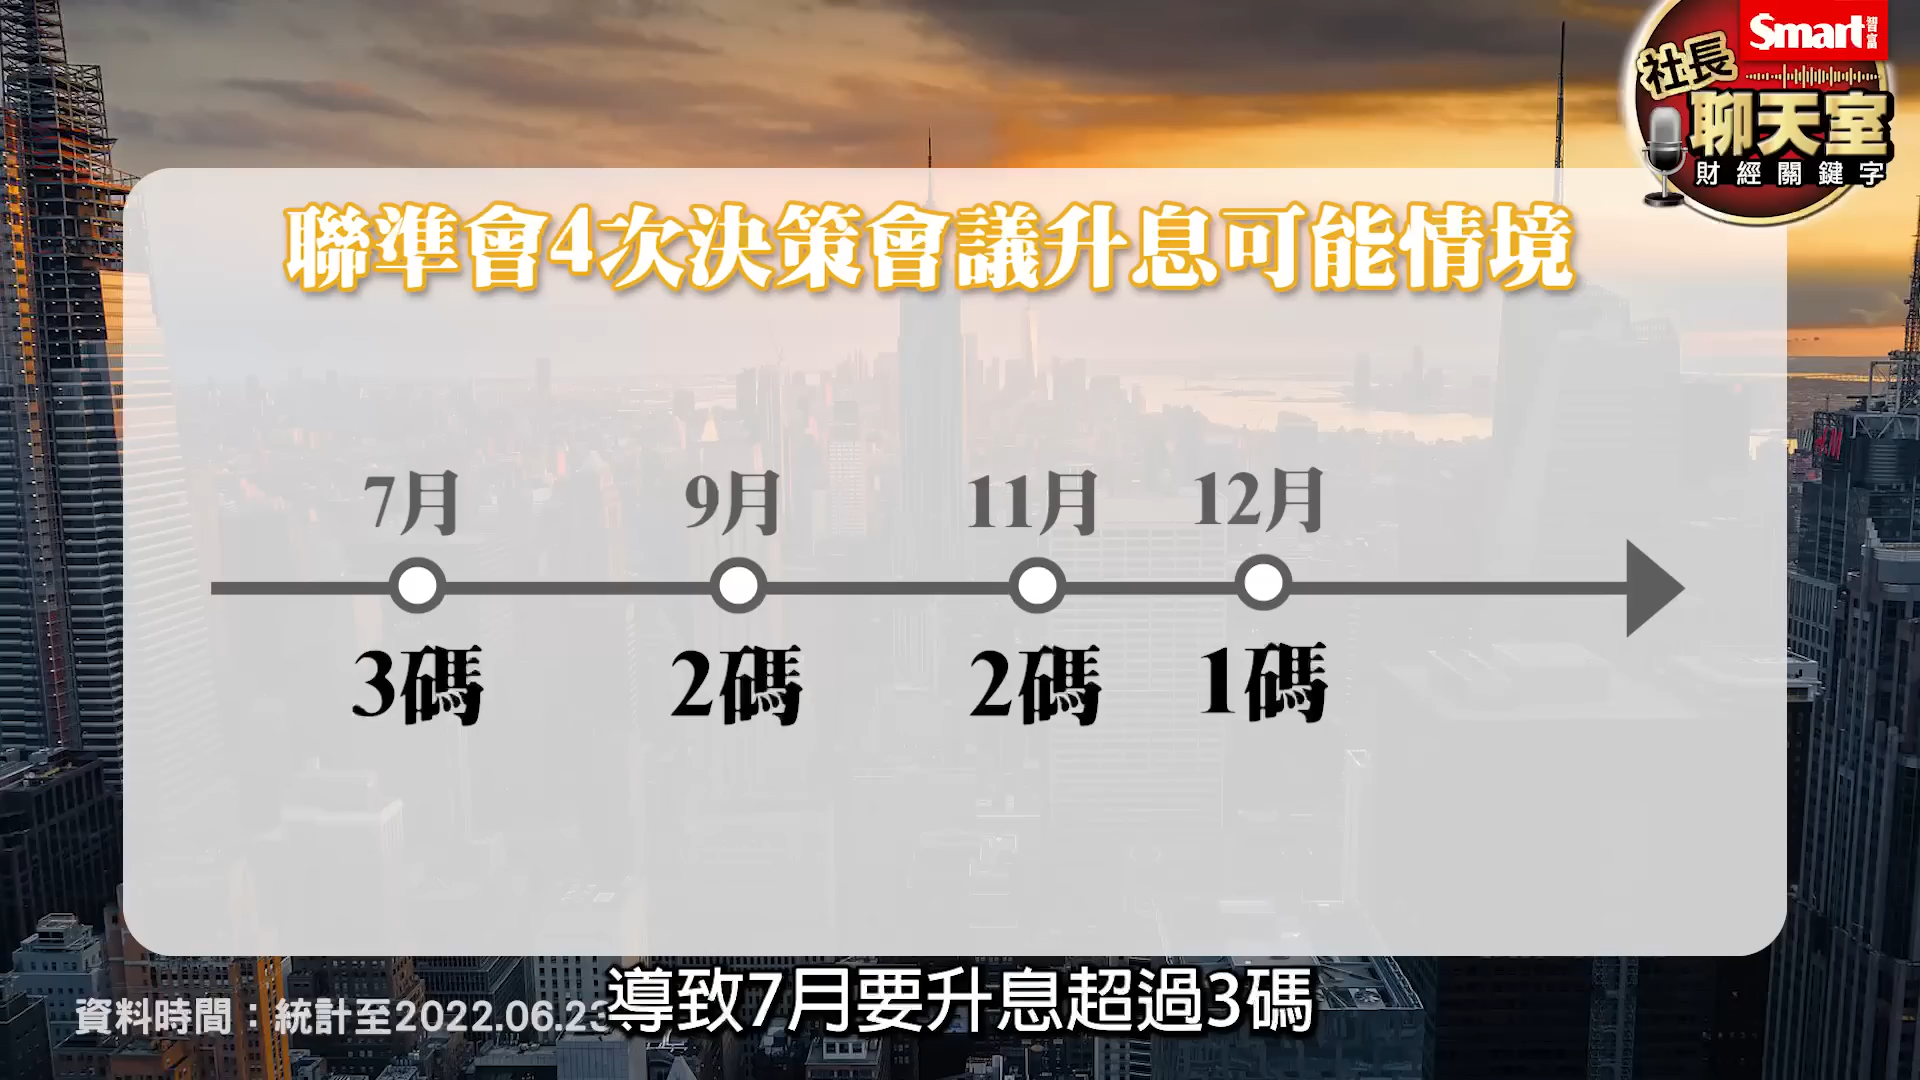 Smart智富
社長
聊天室
財經關鍵字
聯準會4次決策會議升息可能情境
7月
9月
11月
12月
3碼
2碼
2碼
1碼
資料時間：統計至2022.06.23
導致7月要升息超過3碼